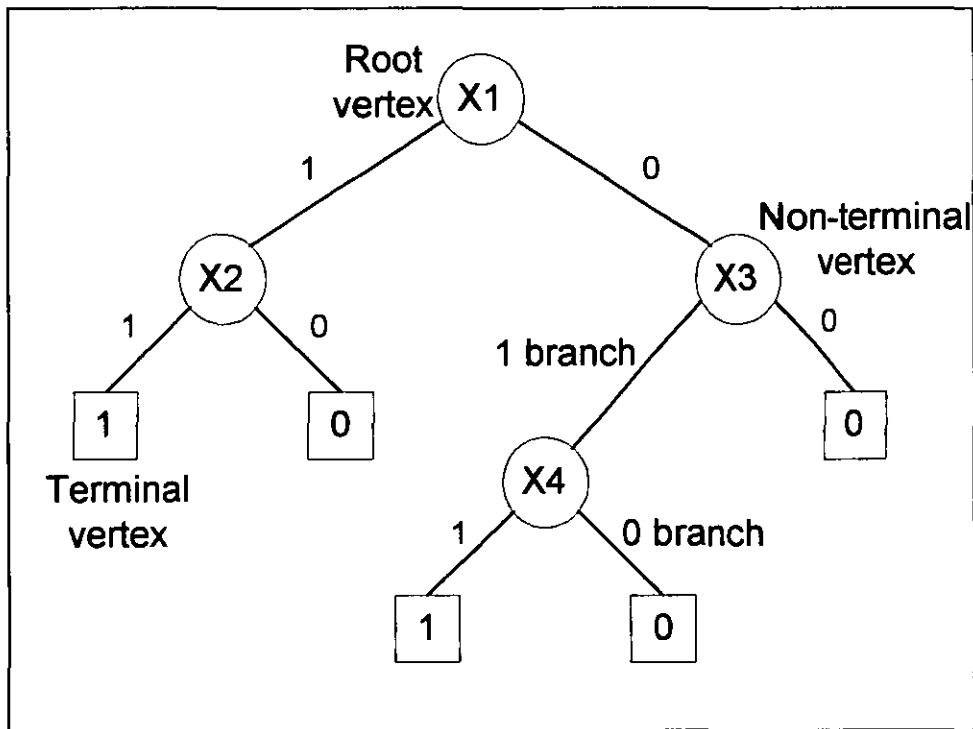 Root
vertex
X1
1
0
Non-terminal
vertex
X2
X3
1
0
1 branch
0
1
0
0
Terminal
vertex
X4
1
0 branch
1
0